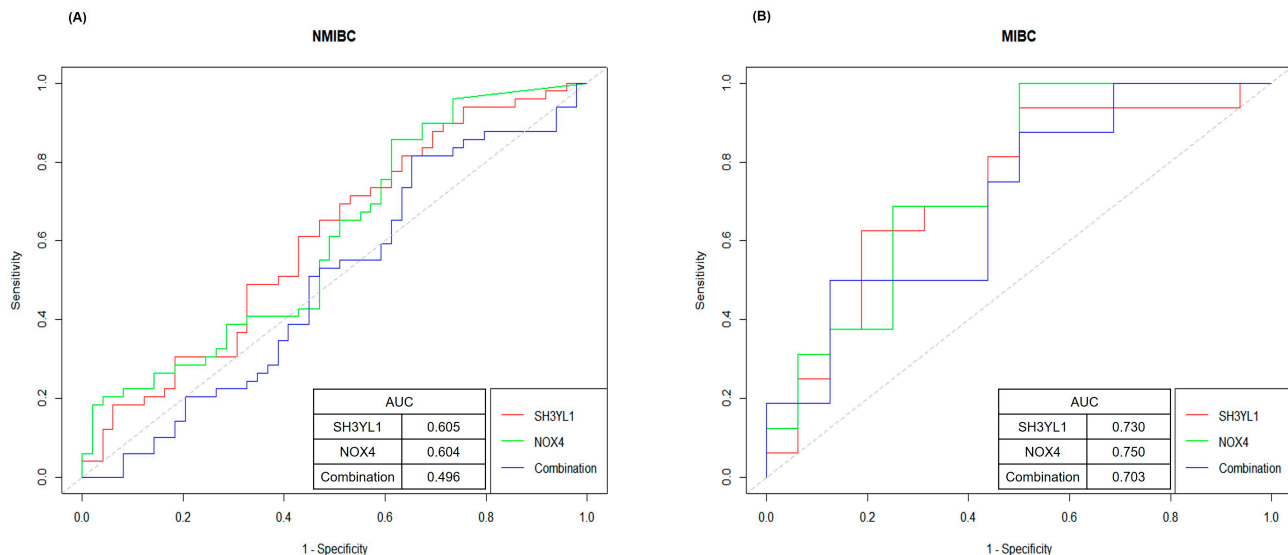 (A)
NMIBC
Sensitivity
1.0
0.8
0.6
0.4
0.2
0.0
0.0 0.2 0.4 0.6 0.8 1.0
1 - Specificity
AUC
SH3YL1 0.605
NOX4 0.604
Combination 0.496
SH3YL1
NOX4
Combination
(B)
MIBC
Sensitivity
1.0
0.8
0.6
0.4
0.2
0.0
0.0 0.2 0.4 0.6 0.8 1.0
1 - Specificity
AUC
SH3YL1 0.730
NOX4 0.750
Combination 0.703
SH3YL1
NOX4
Combination